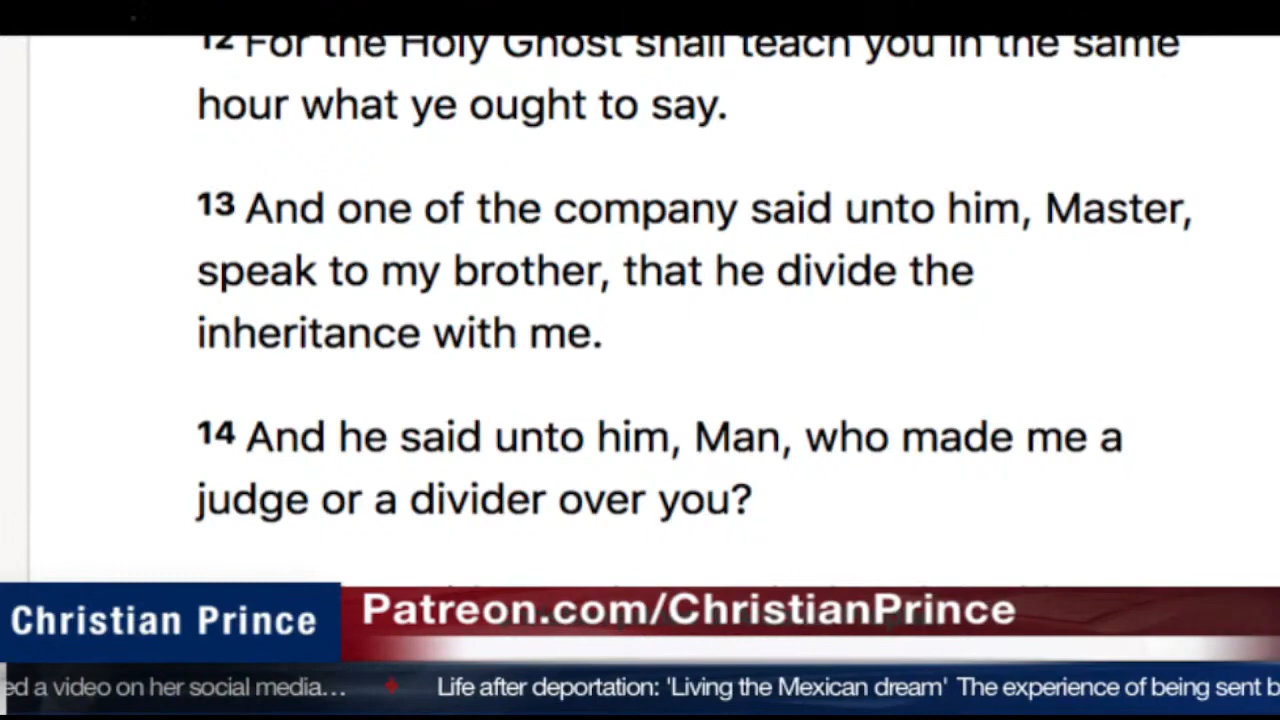 12 For the Holy Ghost shall teach you in the same
hour what ye ought to say.
13 And one of the company said unto him, Master,
speak to my brother, that he divide the
inheritance with me.
14 And he said unto him, Man, who made me a
judge or a divider over you?
Christian Prince
Patreon.com/ChristianPrince
ed a video on her social media... Life after deportation: 'Living the Mexican dream' The experience of being sent b